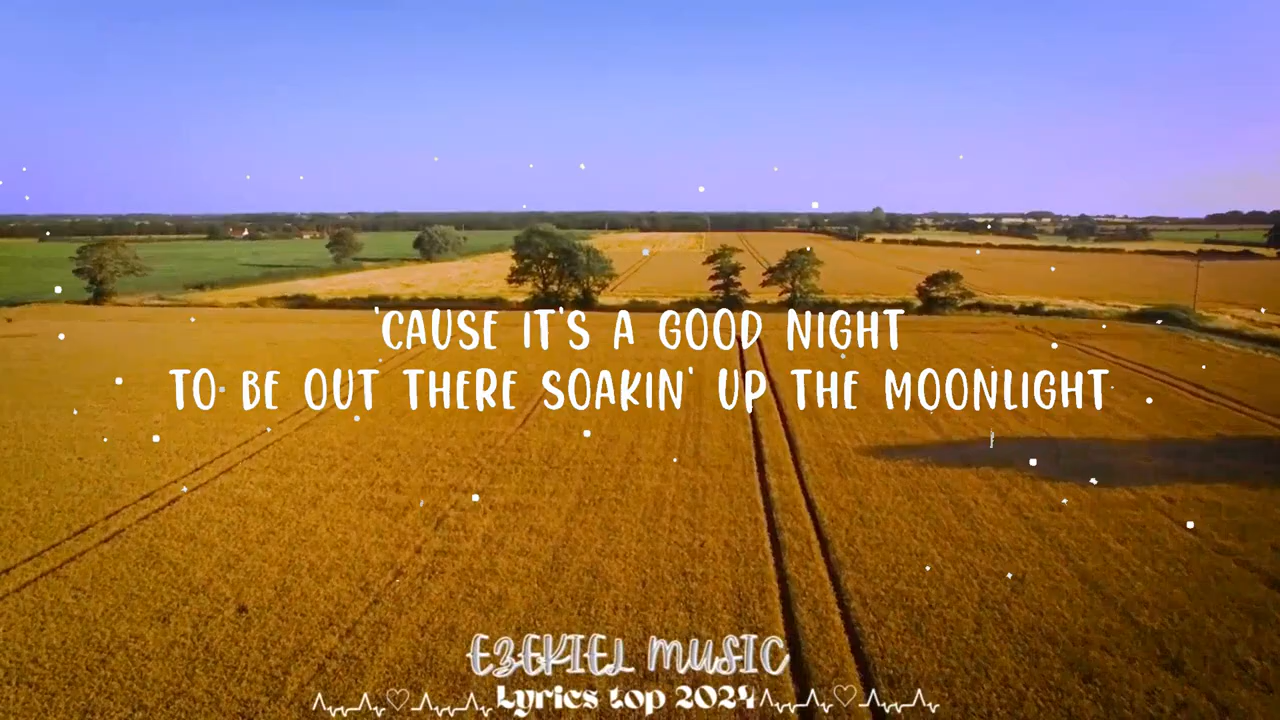 'CAUSE IT'S A GOOD NIGHT
TO BE OUT THERE SOAKIN' UP THE MOONLIGHT
EZEKIEL MUSIC
Lyrics top 2024